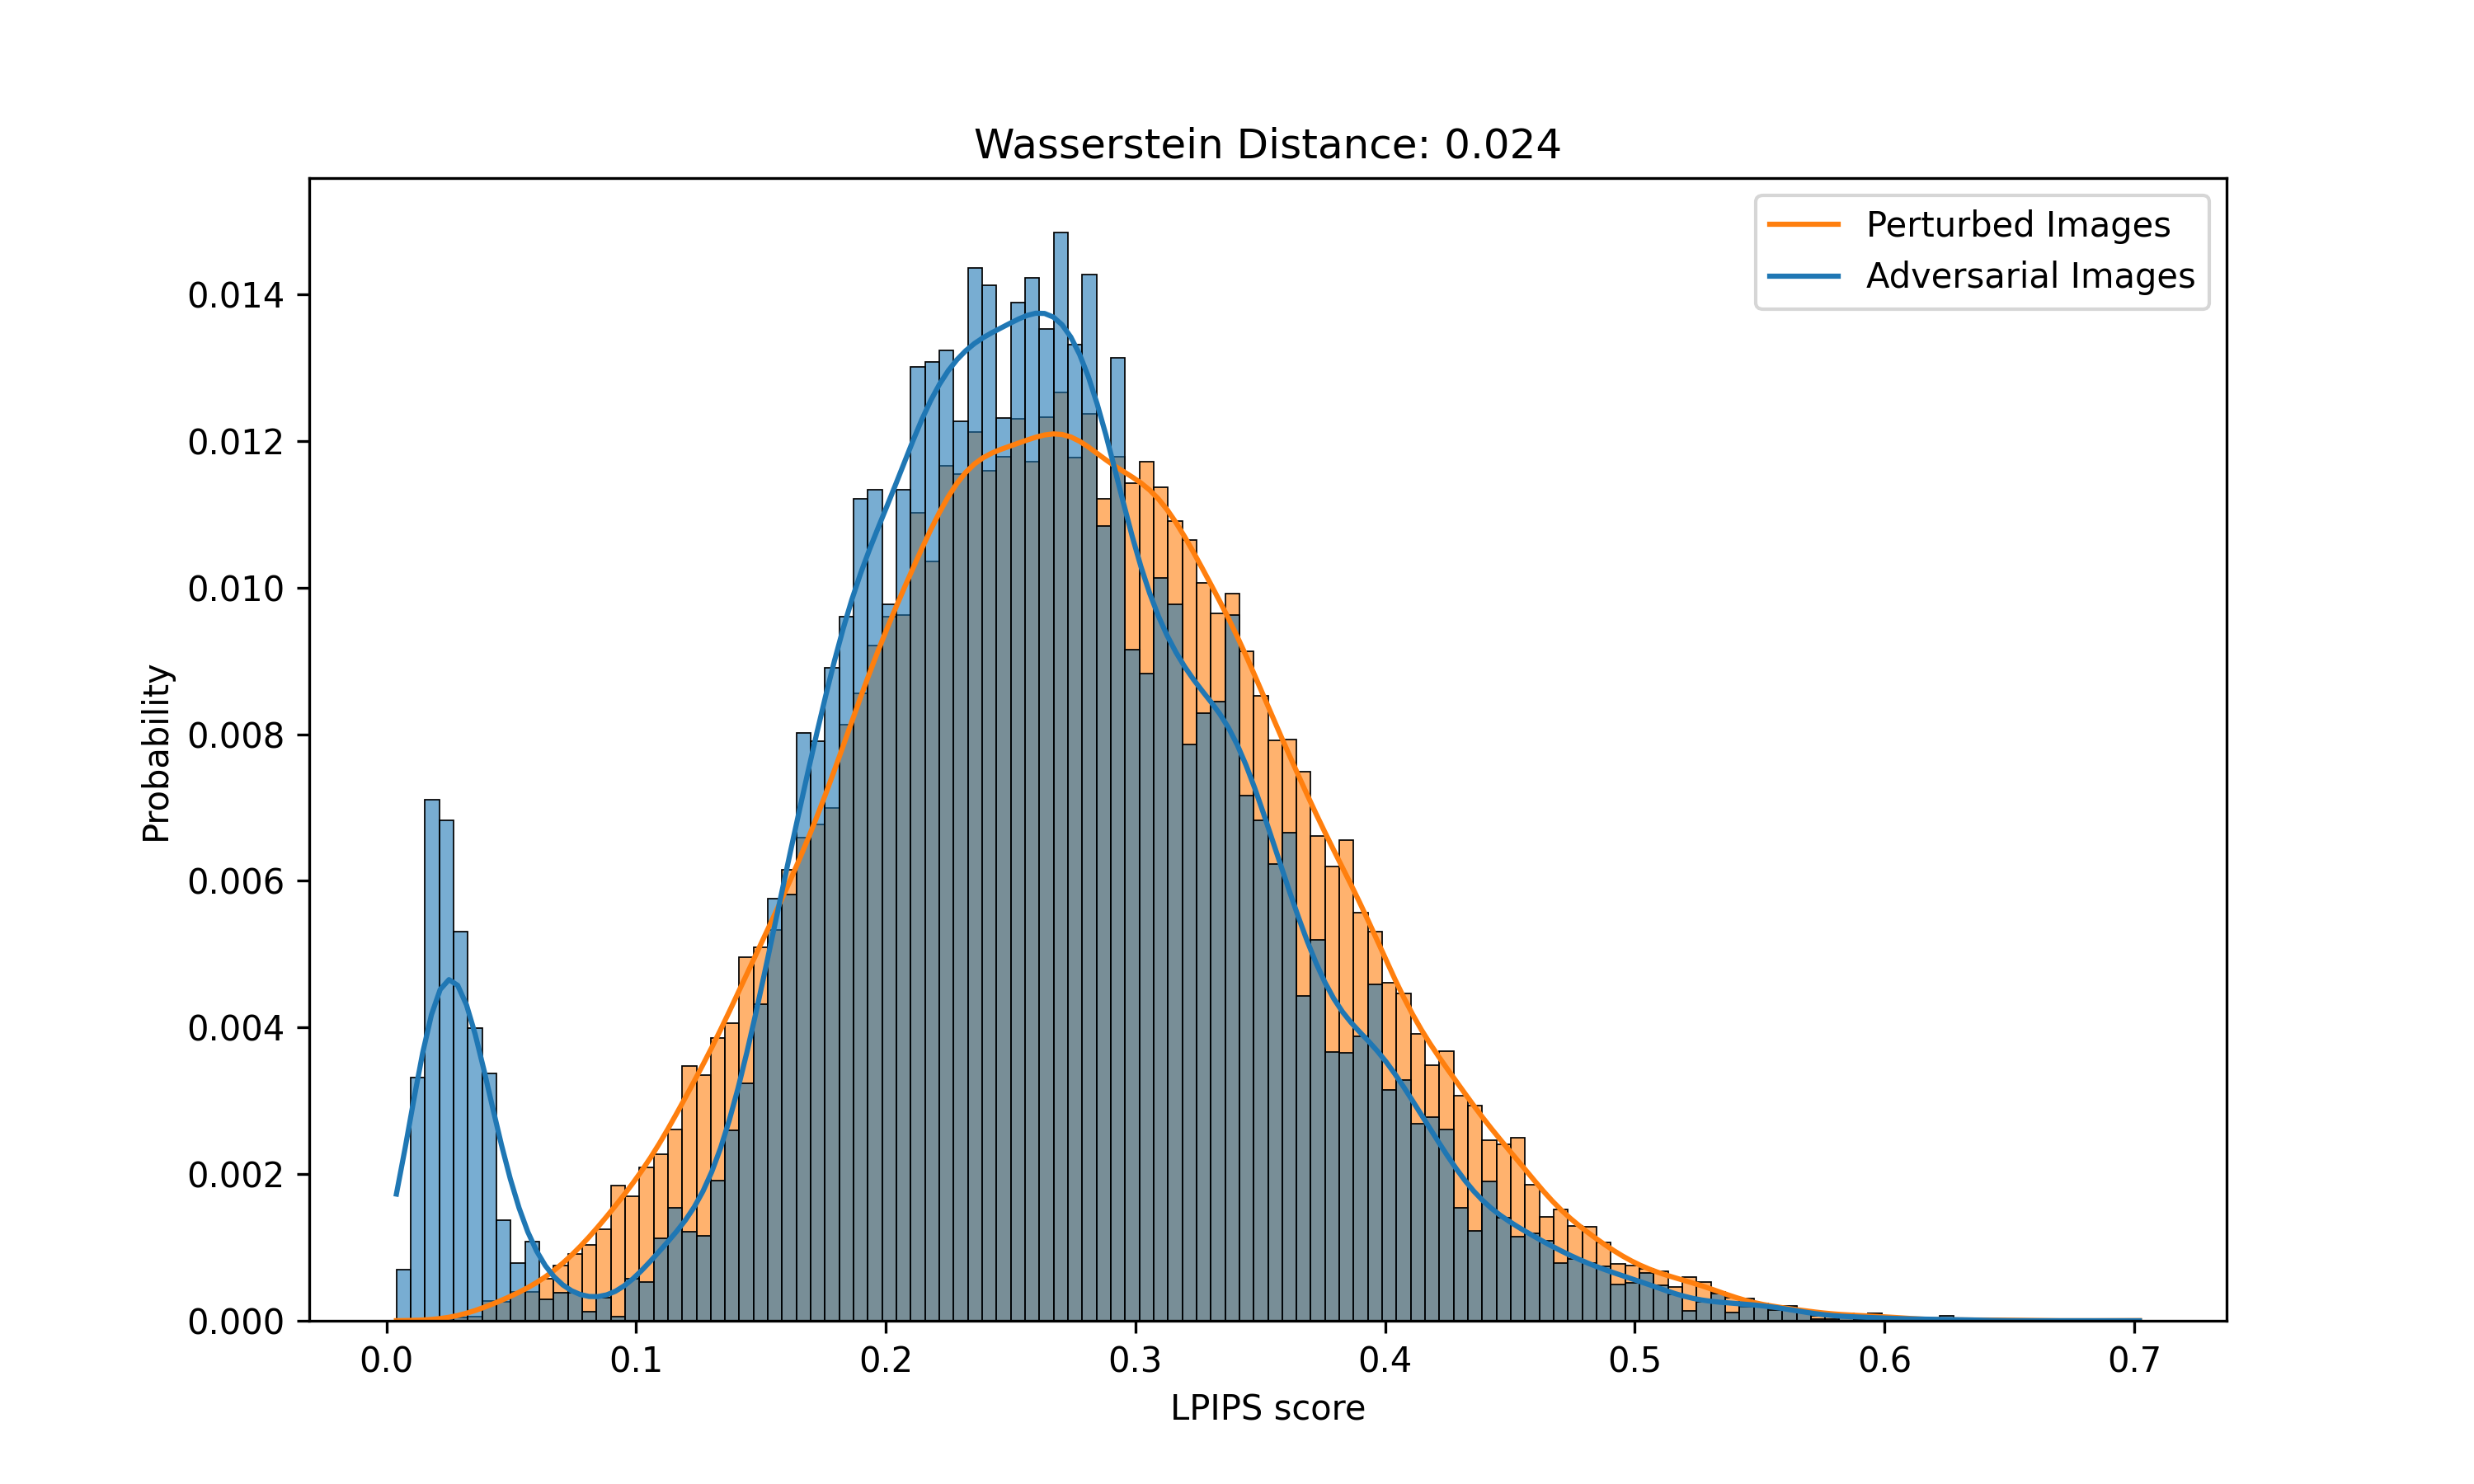 Wasserstein Distance: 0.024
Perturbed Images
Adversarial Images
Probability
0.014
0.012
0.010
0.008
0.006
0.004
0.002
0.000
0.0 0.1 0.2 0.3 0.4 0.5 0.6 0.7
LPIPS score